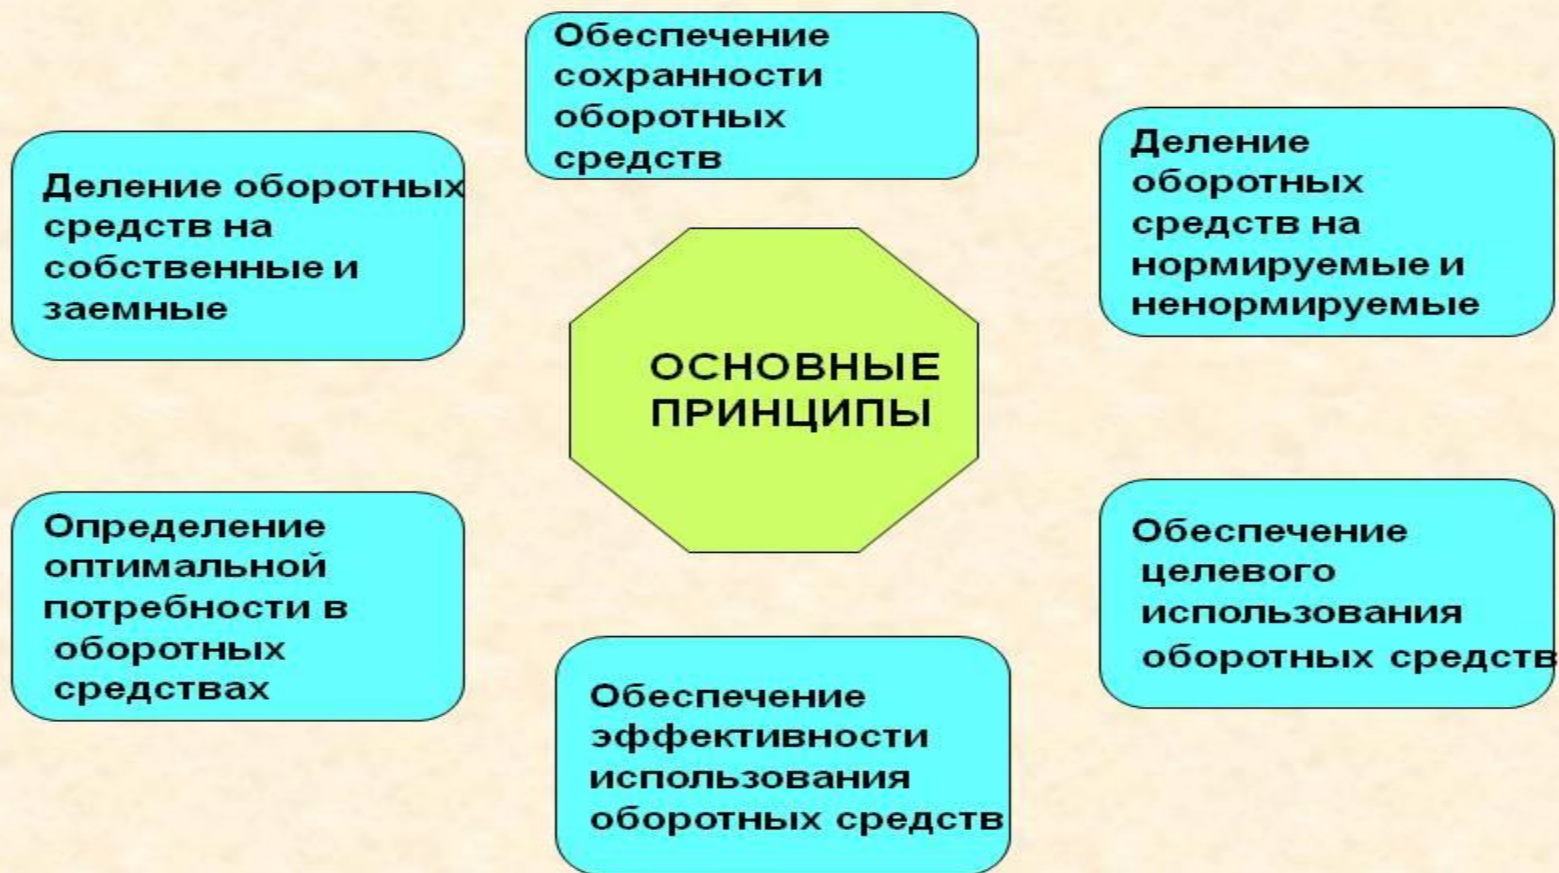 Обеспечение
сохранности
оборотных
средств
Деление оборотных
средств на
собственные и
заемные
Деление
оборотных
средств на
нормируемые и
ненормируемые
ОСНОВНЫЕ
ПРИНЦИПЫ
Определение
оптимальной
потребности в
оборотных
средствах
Обеспечение
целевого
использования
оборотных средств
Обеспечение
эффективности
использования
оборотных средств